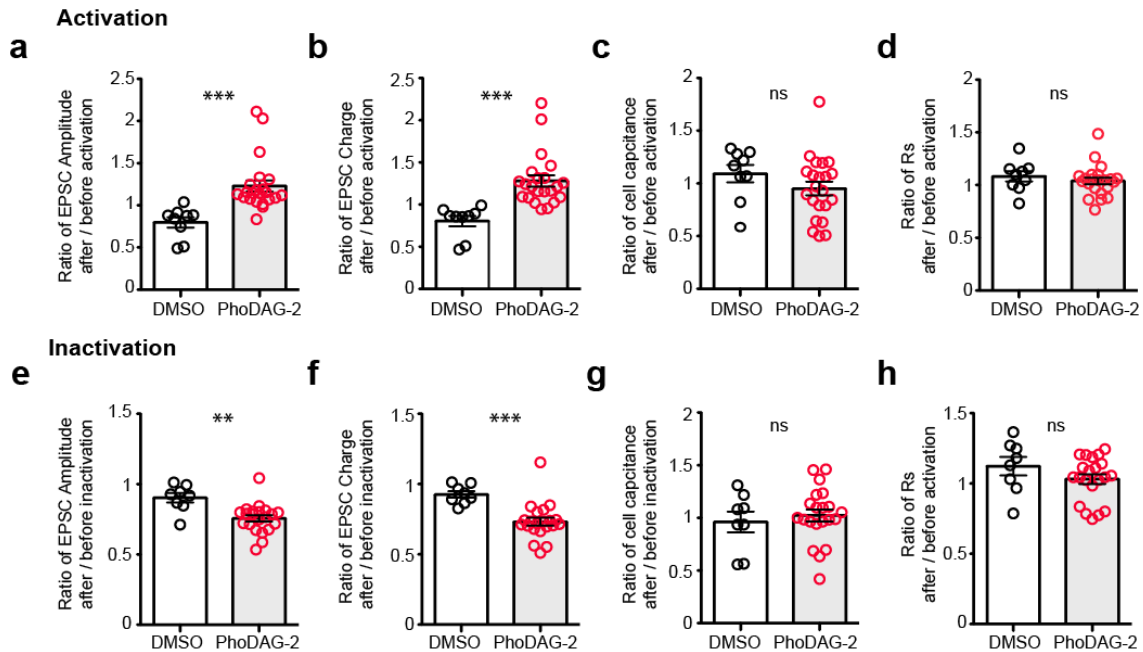 Activation
a
Ratio of EPSC Amplitude
after / before activation
2.5
2
1.5
1
0.5
0
***
DMSO PhoDAG-2
b
Ratio of EPSC Charge
after / before activation
2.5
2
1.5
1
0.5
0
***
DMSO PhoDAG-2
c
Ratio of cell capcitance
after / before activation
2
1.5
1
0.5
0
ns
DMSO PhoDAG-2
d
Ratio of Rs
after / before activation
2
1.5
1
0.5
0
ns
DMSO PhoDAG-2
Inactivation
e
Ratio of EPSC Amplitude
after / before inactivation
1.5
1
0.5
0
**
DMSO PhoDAG-2
f
Ratio of EPSC Charge
after / before inactivation
1.5
1
0.5
0
***
DMSO PhoDAG-2
g
Ratio of cell capcitance
after / before inactivation
2
1.5
1
0.5
0
ns
DMSO PhoDAG-2
h
Ratio of Rs
after / before activation
1.5
1
0.5
0
ns
DMSO PhoDAG-2